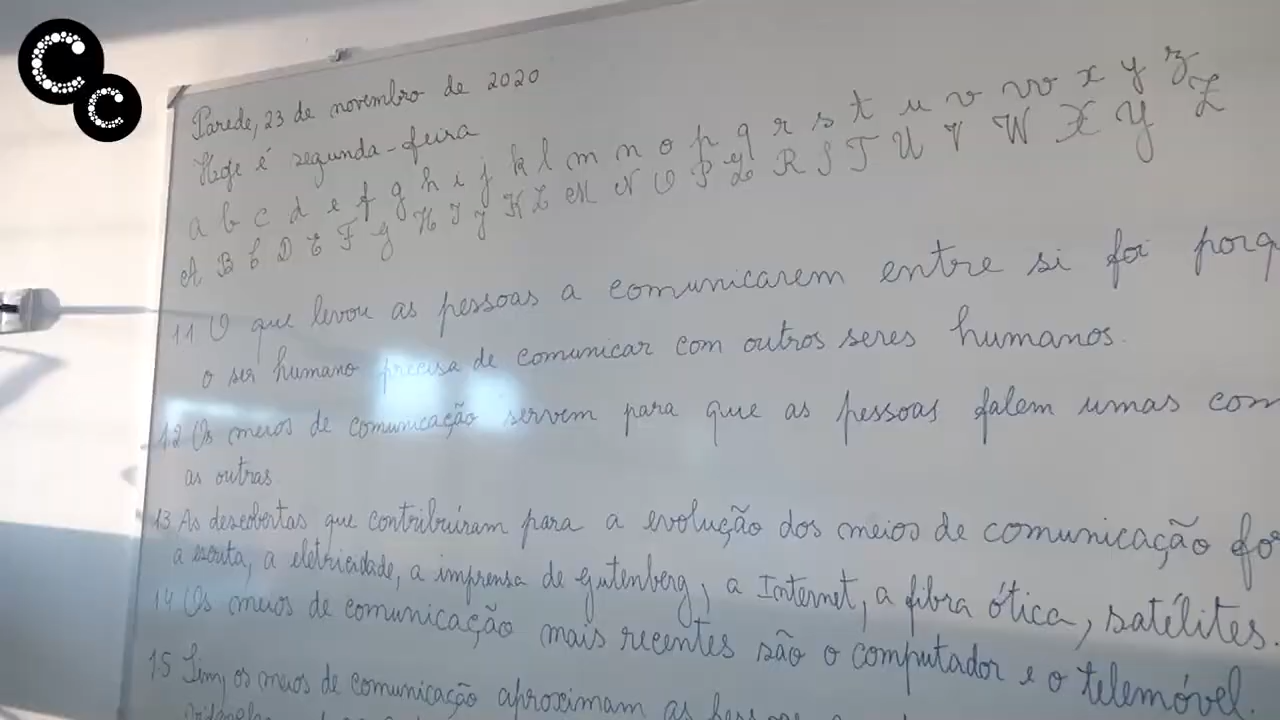 C
C
Parede, 23 de novembro de 2020
Hoje é segunda-feira
a b c d e f g h i j k l m n o p q r s t u v w x y z
A B C D E F G H I J K L M N O P Q R S T U V W X Y Z
11 O que levou as pessoas a comunicarem entre si foi porq
o ser humano precisa de comunicar com outros seres humanos.
12 Os meios de comunicação servem para que as pessoas falem umas com
as outras.
13 As descobertas que contribuíram para a evolução dos meios de comunicação fo
a escrita, a eletricidade, a imprensa de Gutenberg, a Internet, a fibra ótica, satélites.
14 Os meios de comunicação mais recentes são o computador e o telemóvel.
15 Sim, os meios de comunicação aproximam as